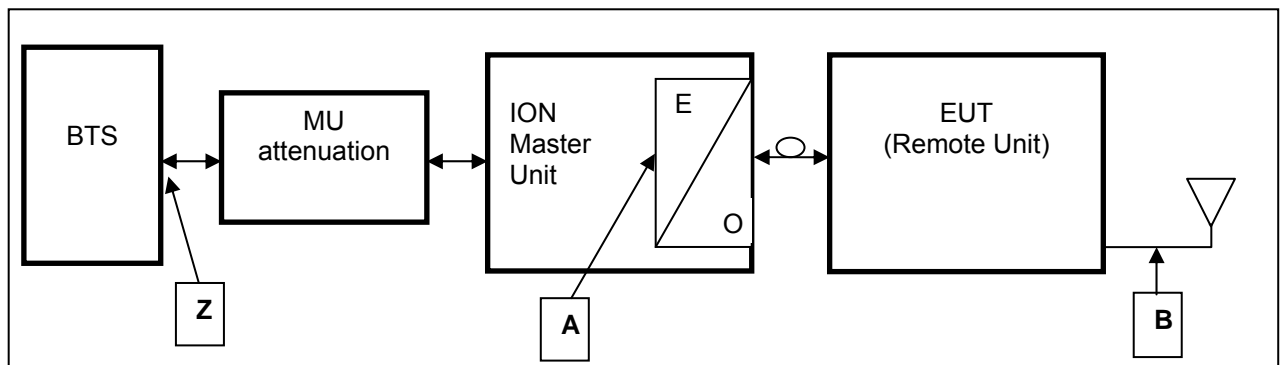 BTS
MU
attenuation
ION
Master
Unit
E
O
EUT
(Remote Unit)
Z
A
B